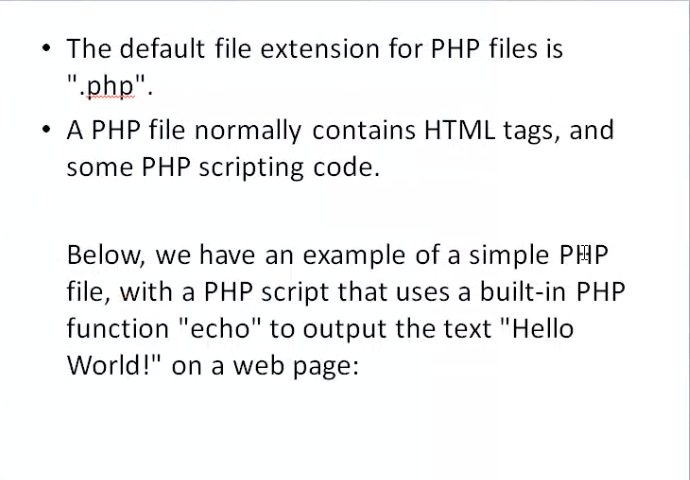 • The default file extension for PHP files is
".php".
• A PHP file normally contains HTML tags, and
some PHP scripting code.
Below, we have an example of a simple PHP
file, with a PHP script that uses a built-in PHP
function "echo" to output the text "Hello
World!" on a web page: